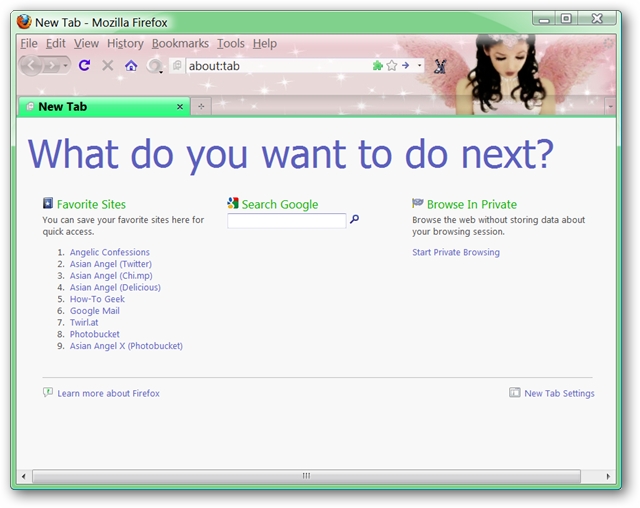 New Tab - Mozilla Firefox
File Edit View History Bookmarks Tools Help
about:tab
New Tab
What do you want to do next?
Favorite Sites
You can save your favorite sites here for
quick access.
1. Angelic Confessions
2. Asian Angel (Twitter)
3. Asian Angel (Chi.mp)
4. Asian Angel (Delicious)
5. How-To Geek
6. Google Mail
7. Twirl.at
8. Photobucket
9. Asian Angel X (Photobucket)
Search Google
Browse In Private
Browse the web without storing data about
your browsing session.
Start Private Browsing
Learn more about Firefox
New Tab Settings